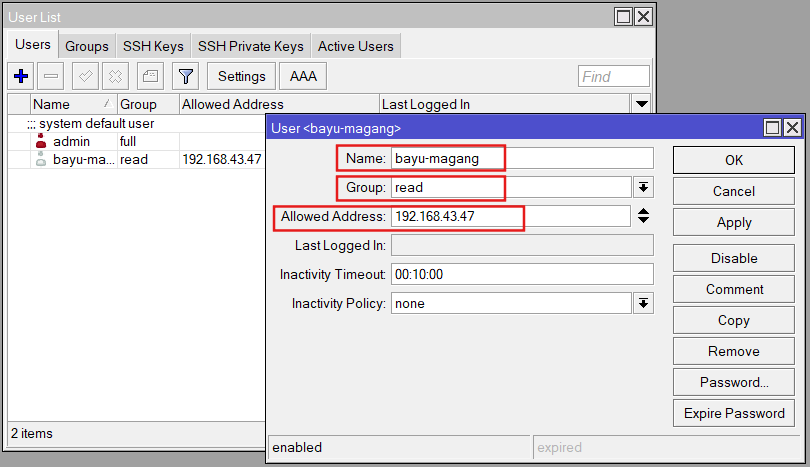 User List
Users Groups SSH Keys SSH Private Keys Active Users
Settings AAA Find
Name Group Allowed Address Last Logged In
;;; system default user
admin full
bayu-ma... read 192.168.43.47
2 items
User <bayu-magang>
Name: bayu-magang
Group: read
Allowed Address: 192.168.43.47
Last Logged In:
Inactivity Timeout: 00:10:00
Inactivity Policy: none
OK
Cancel
Apply
Disable
Comment
Copy
Remove
Password...
Expire Password
enabled expired